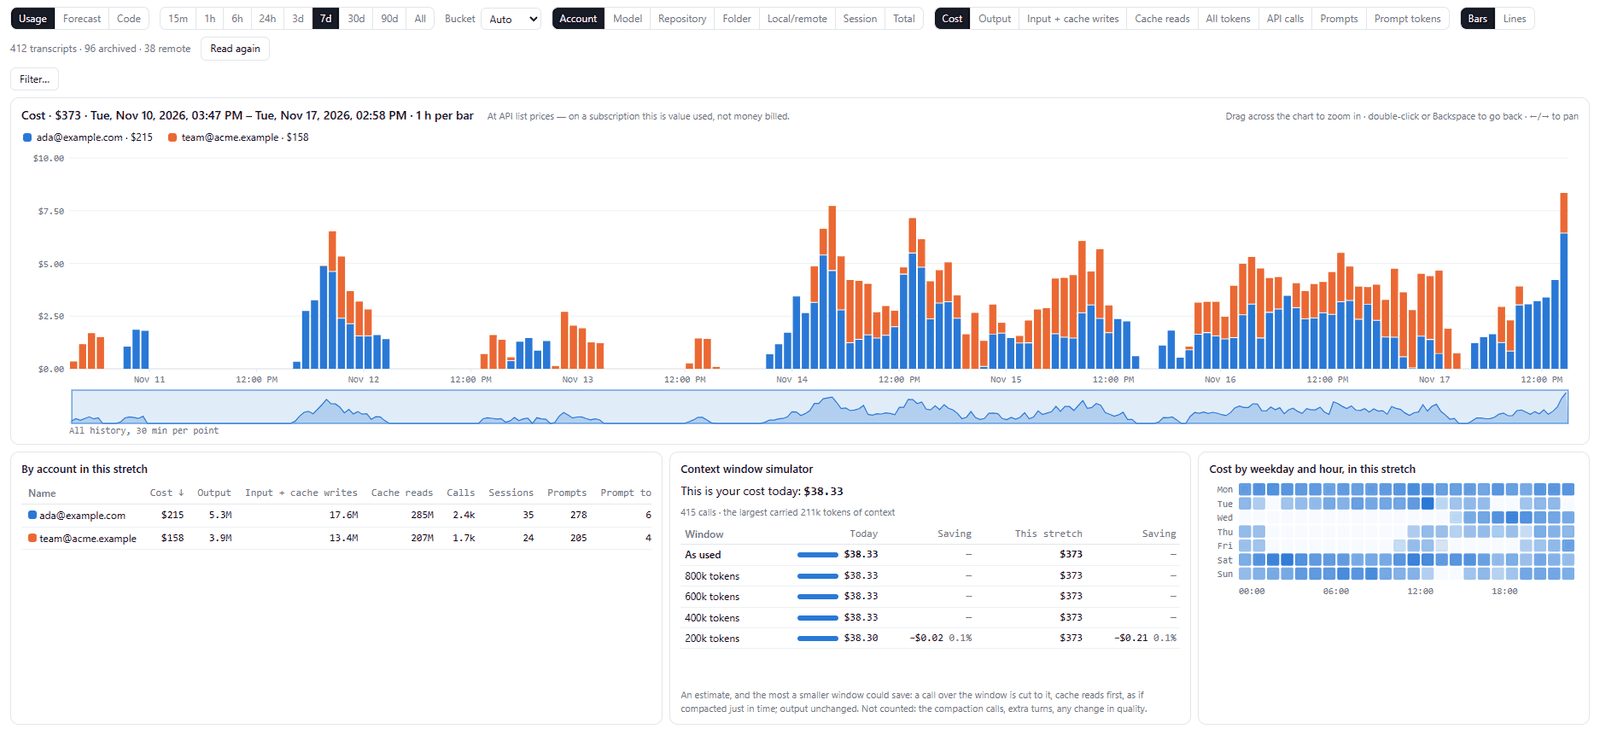 Usage Forecast Code 15m 1h 6h 24h 3d 7d 30d 90d All Bucket Auto Account Model Repository Folder Local/remote Session Total Cost Output Input + cache writes Cache reads All tokens API calls Prompts Prompt tokens Bars Lines
412 transcripts · 96 archived · 38 remote Read again
Filter...
Cost · $373 · Tue, Nov 10, 2026, 03:47 PM – Tue, Nov 17, 2026, 02:58 PM · 1 h per bar At API list prices — on a subscription this is value used, not money billed. Drag across the chart to zoom in · double-click or Backspace to go back · ←/→ to pan
ada@example.com · $215 team@acme.example · $158
$10.00
$7.50
$5.00
$2.50
$0.00
Nov 11 12:00 PM Nov 12 12:00 PM Nov 13 12:00 PM Nov 14 12:00 PM Nov 15 12:00 PM Nov 16 12:00 PM Nov 17 12:00 PM
All history, 30 min per point
By account in this stretch
Name Cost ↓ Output Input + cache writes Cache reads Calls Sessions Prompts Prompt to
ada@example.com $215 5.3M 17.6M 285M 2.4k 35 278 6
team@acme.example $158 3.9M 13.4M 207M 1.7k 24 205 4
Context window simulator
This is your cost today: $38.33
415 calls · the largest carried 211k tokens of context
Window Today Saving This stretch Saving
As used $38.33 – $373 –
800k tokens $38.33 – $373 –
600k tokens $38.33 – $373 –
400k tokens $38.33 – $373 –
200k tokens $38.30 −$0.02 0.1% $373 −$0.21 0.1%
An estimate, and the most a smaller window could save: a call over the window is cut to it, cache reads first, as if
compacted just in time; output unchanged. Not counted: the compaction calls, extra turns, any change in quality.
Cost by weekday and hour, in this stretch
Mon
Tue
Wed
Thu
Fri
Sat
Sun
00:00 06:00 12:00 18:00